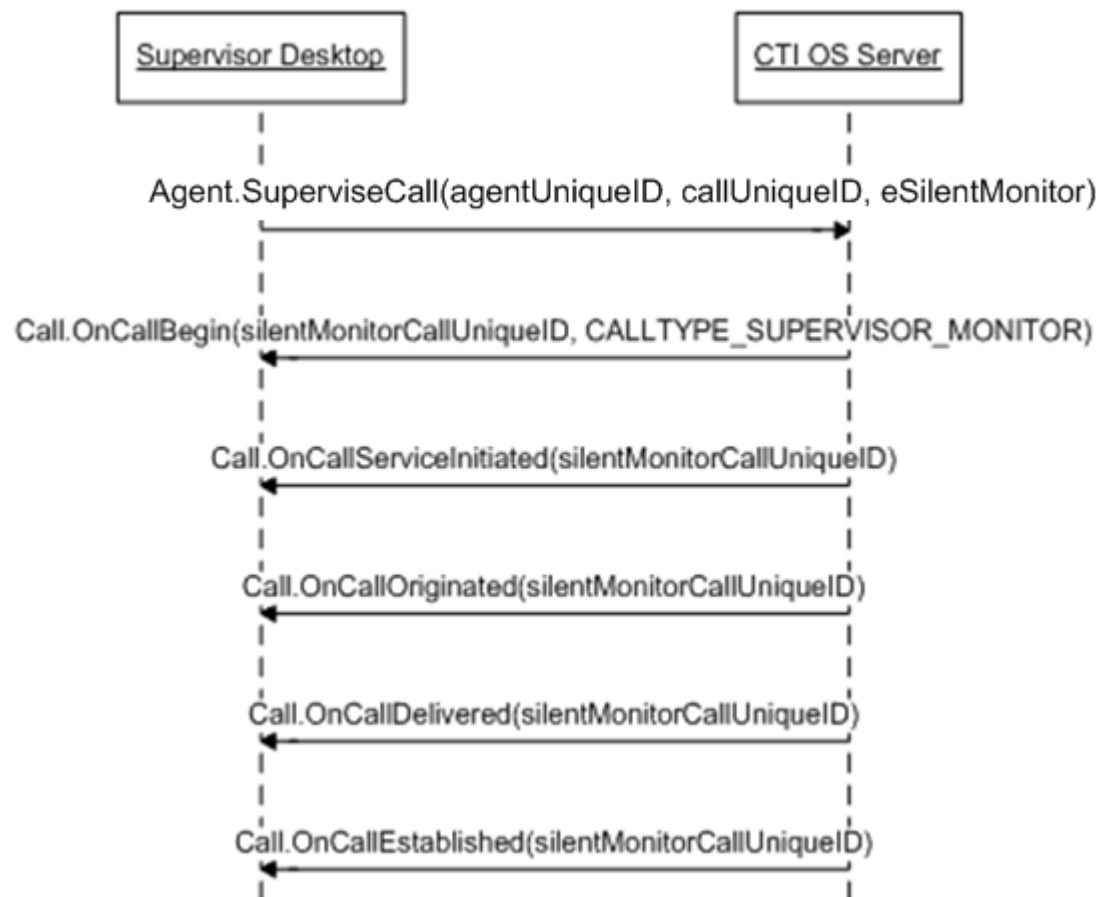 Supervisor Desktop
CTI OS Server
Agent.SuperviseCall(agentUniqueID, callUniqueID, eSilentMonitor)
Call.OnCallBegin(silentMonitorCallUniqueID, CALLTYPE_SUPERVISOR_MONITOR)
Call.OnCallServiceInitiated(silentMonitorCallUniqueID)
Call.OnCallOriginated(silentMonitorCallUniqueID)
Call.OnCallDelivered(silentMonitorCallUniqueID)
Call.OnCallEstablished(silentMonitorCallUniqueID)